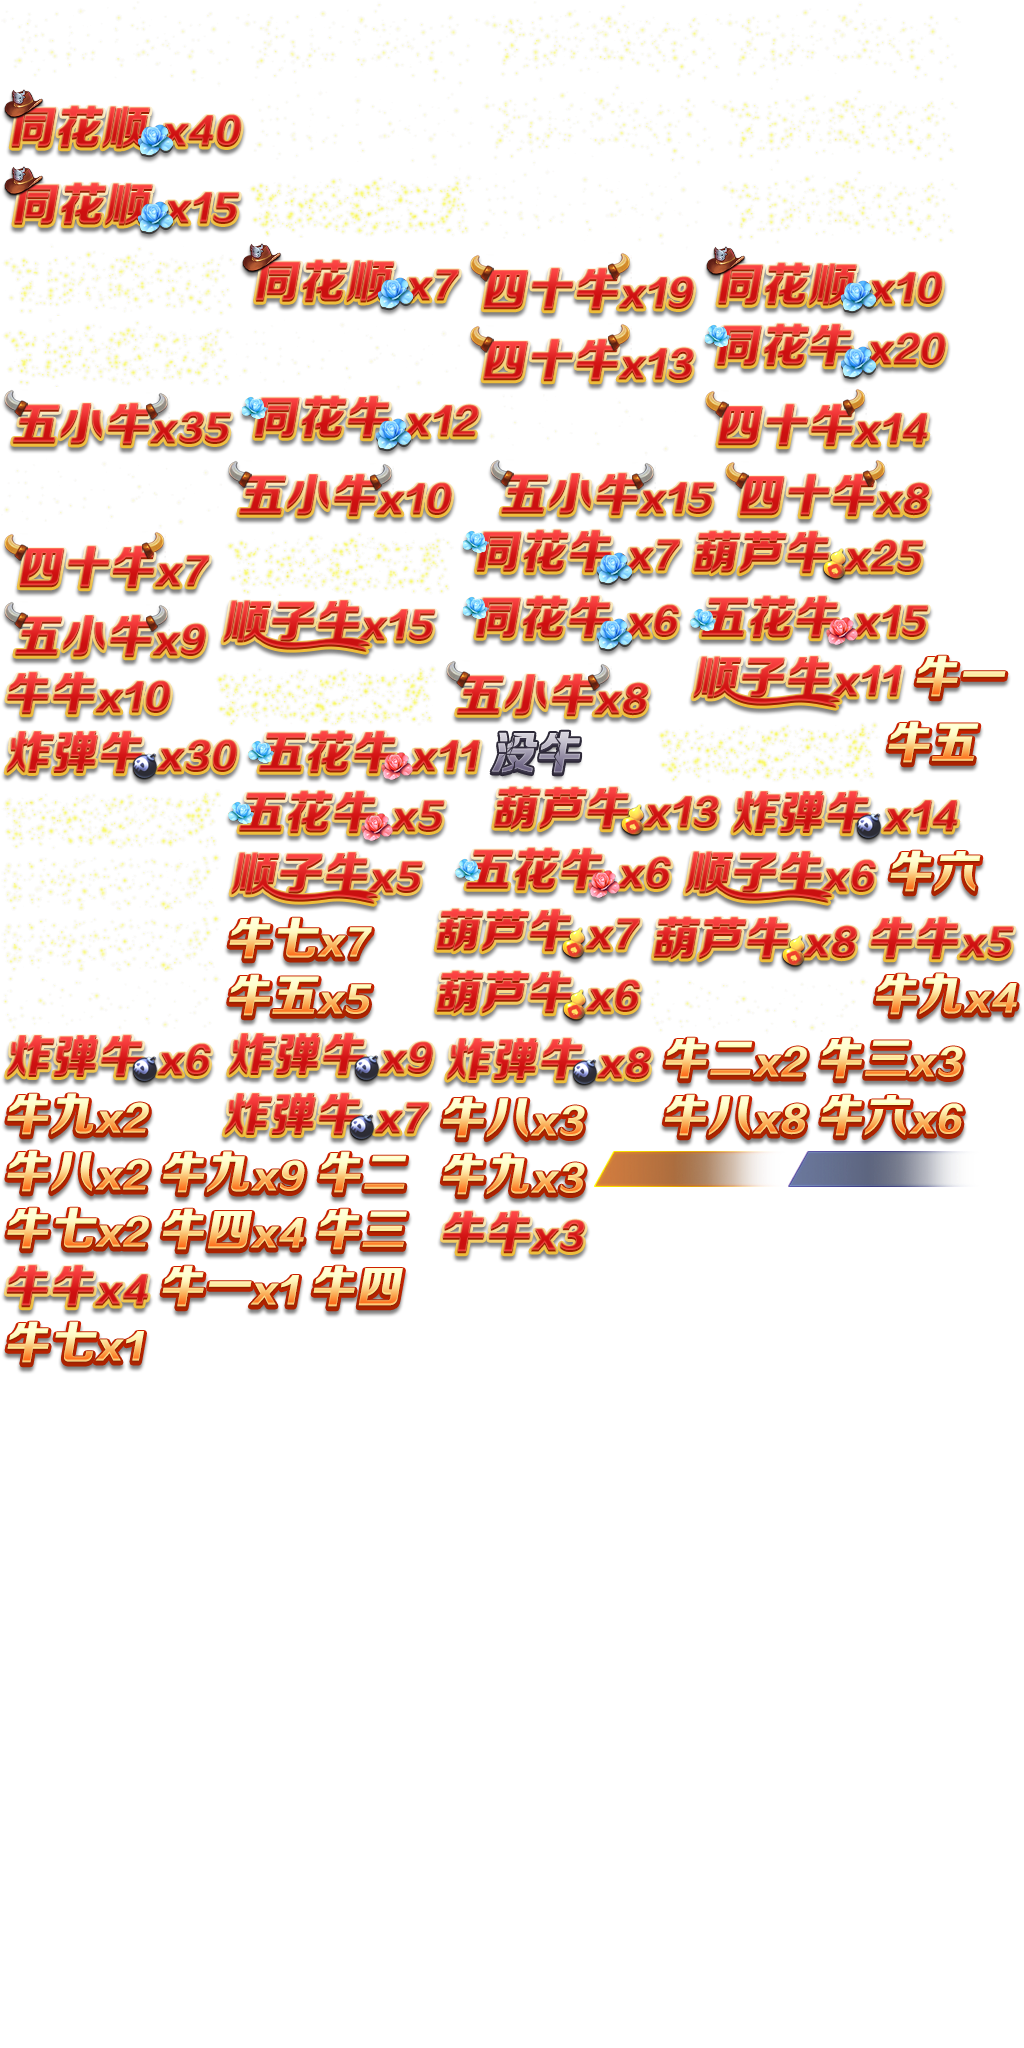 同花顺x40
同花顺x15
同花顺x7 四十牛x19 同花顺x10
四十牛x13 同花牛x20
五小牛x35 同花牛x12 四十牛x14
五小牛x10 五小牛x15 四十牛x8
四十牛x7 同花牛x7 葫芦牛x25
五小牛x9 顺子牛x15 同花牛x6 五花牛x15
牛牛x10 五小牛x8 顺子牛x11 牛一
炸弹牛x30 五花牛x11 没牛 牛五
五花牛x5 葫芦牛x13 炸弹牛x14
顺子牛x5 五花牛x6 顺子牛x6 牛六
牛七x7 葫芦牛x7 葫芦牛x8 牛牛x5
牛五x5 葫芦牛x6 牛九x4
炸弹牛x6 炸弹牛x9 炸弹牛x8 牛二x2 牛三x3
牛九x2 炸弹牛x7 牛八x3 牛八x8 牛六x6
牛八x2 牛九x9 牛二 牛九x3
牛七x2 牛四x4 牛三 牛牛x3
牛牛x4 牛一x1 牛四
牛七x1